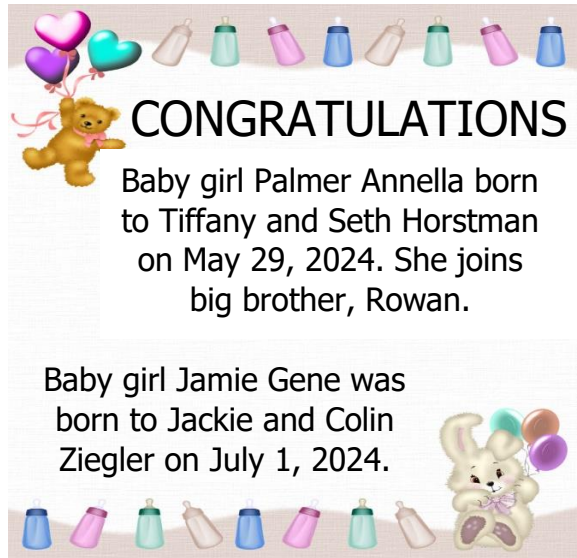 CONGRATULATIONS
Baby girl Palmer Annella born
to Tiffany and Seth Horstman
on May 29, 2024. She joins
big brother, Rowan.
Baby girl Jamie Gene was
born to Jackie and Colin
Ziegler on July 1, 2024.